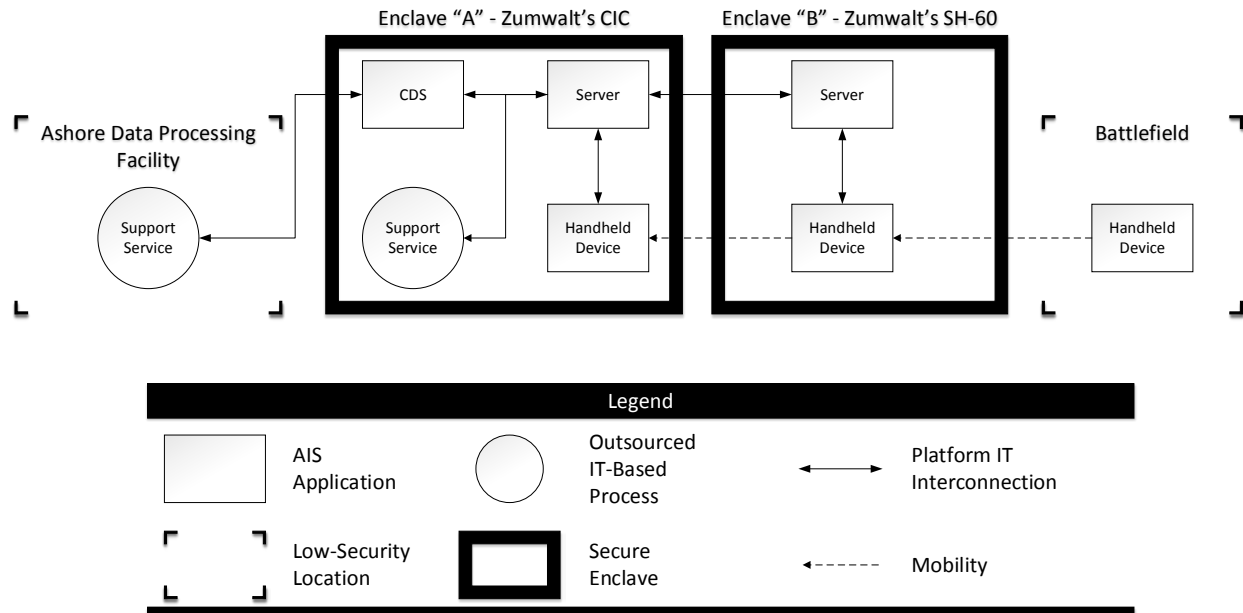 Enclave “A” - Zumwalt’s CIC
Enclave “B” - Zumwalt’s SH-60
CDS
Server
Server
Ashore Data Processing
Facility
Battlefield
Support
Service
Support
Service
Handheld
Device
Handheld
Device
Handheld
Device
Legend
AIS
Application
Outsourced
IT-Based
Process
Platform IT
Interconnection
Low-Security
Location
Secure
Enclave
Mobility